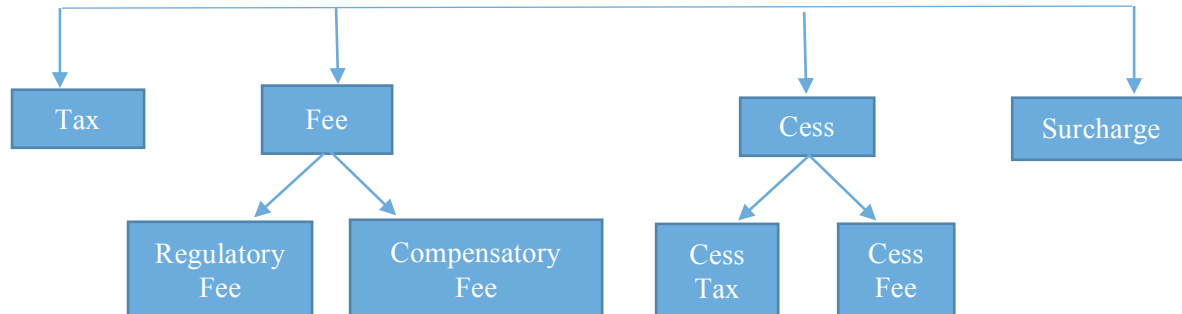 Tax
Fee
Cess
Surcharge
Regulatory
Fee
Compensatory
Fee
Cess
Tax
Cess
Fee